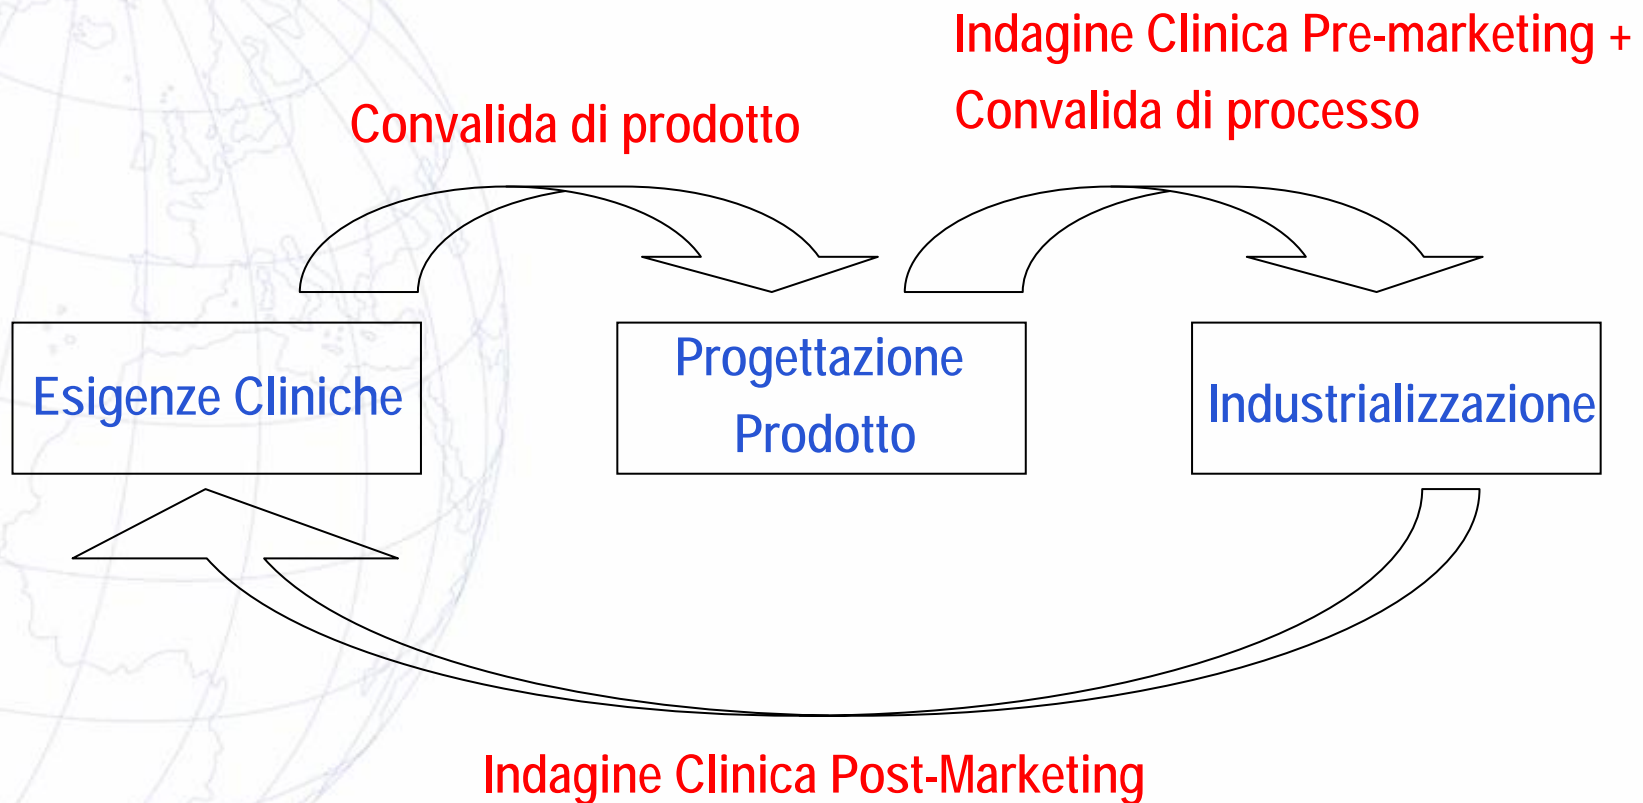 Indagine Clinica Pre-marketing +
Convalida di processo
Convalida di prodotto
Esigenze Cliniche
Progettazione
Prodotto
Industrializzazione
Indagine Clinica Post-Marketing